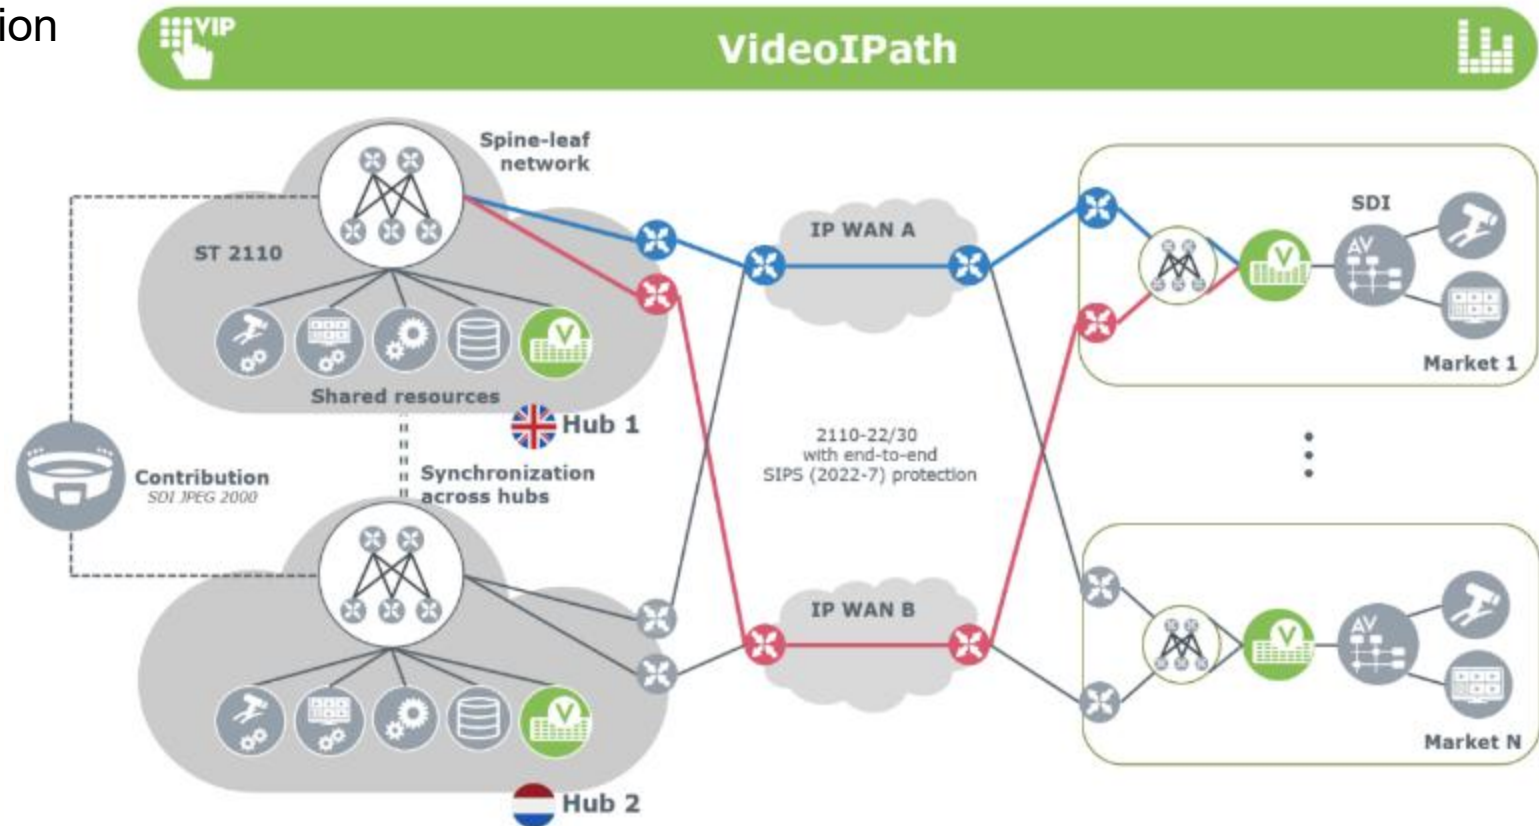 ion
VIP
VideoIPath
Spine-leaf
network
ST 2110
Shared resources
Hub 1
Contribution
SDI JPEG 2000
Synchronization
across hubs
Hub 2
IP WAN A
2110-22/30
with end-to-end
SIPS (2022-7) protection
IP WAN B
SDI
AV
V
Market 1
V
AV
V
Market N
V